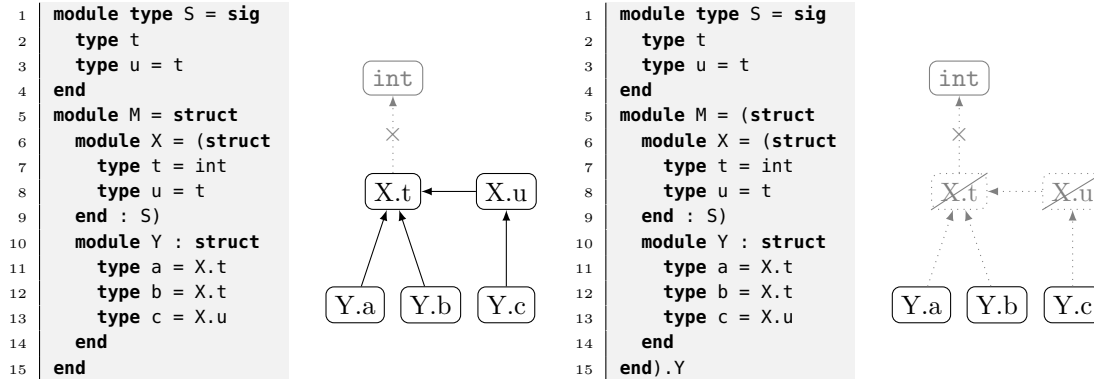 1 module type S = sig
2 type t
3 type u = t
4 end
5 module M = struct
6 module X = (struct
7 type t = int
8 type u = t
9 end : S)
10 module Y : struct
11 type a = X.t
12 type b = X.t
13 type c = X.u
14 end
15 end
int
X.t X.u
Y.a Y.b Y.c
1 module type S = sig
2 type t
3 type u = t
4 end
5 module M = (struct
6 module X = (struct
7 type t = int
8 type u = t
9 end : S)
10 module Y : struct
11 type a = X.t
12 type b = X.t
13 type c = X.u
14 end
15 end).Y
int
X.t X.u
Y.a Y.b Y.c